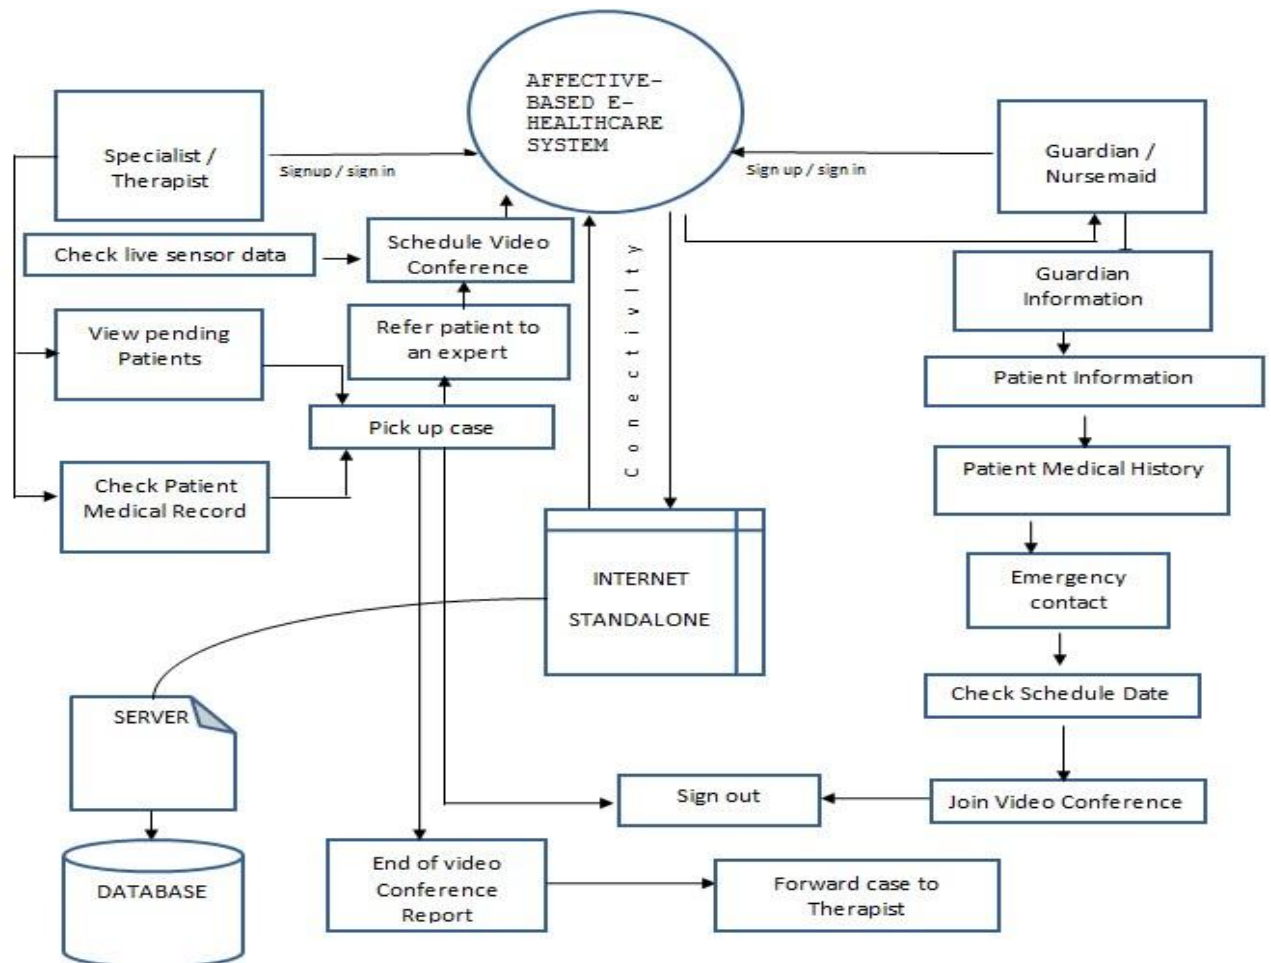 AFFECTIVE-
BASED E-
HEALTHCARE
SYSTEM
Specialist /
Therapist
Signup / sign in
Sign up / sign in
Guardian /
Nursemaid
Check live sensor data
Schedule Video
Conference
Guardian
Information
View pending
Patients
Refer patient to
an expert
Conectivity
Patient Information
Pick up case
Patient Medical History
Check Patient
Medical Record
INTERNET
STANDALONE
Emergency
contact
Check Schedule Date
SERVER
Sign out
Join Video Conference
End of video
Conference
Report
Forward case to
Therapist
DATABASE